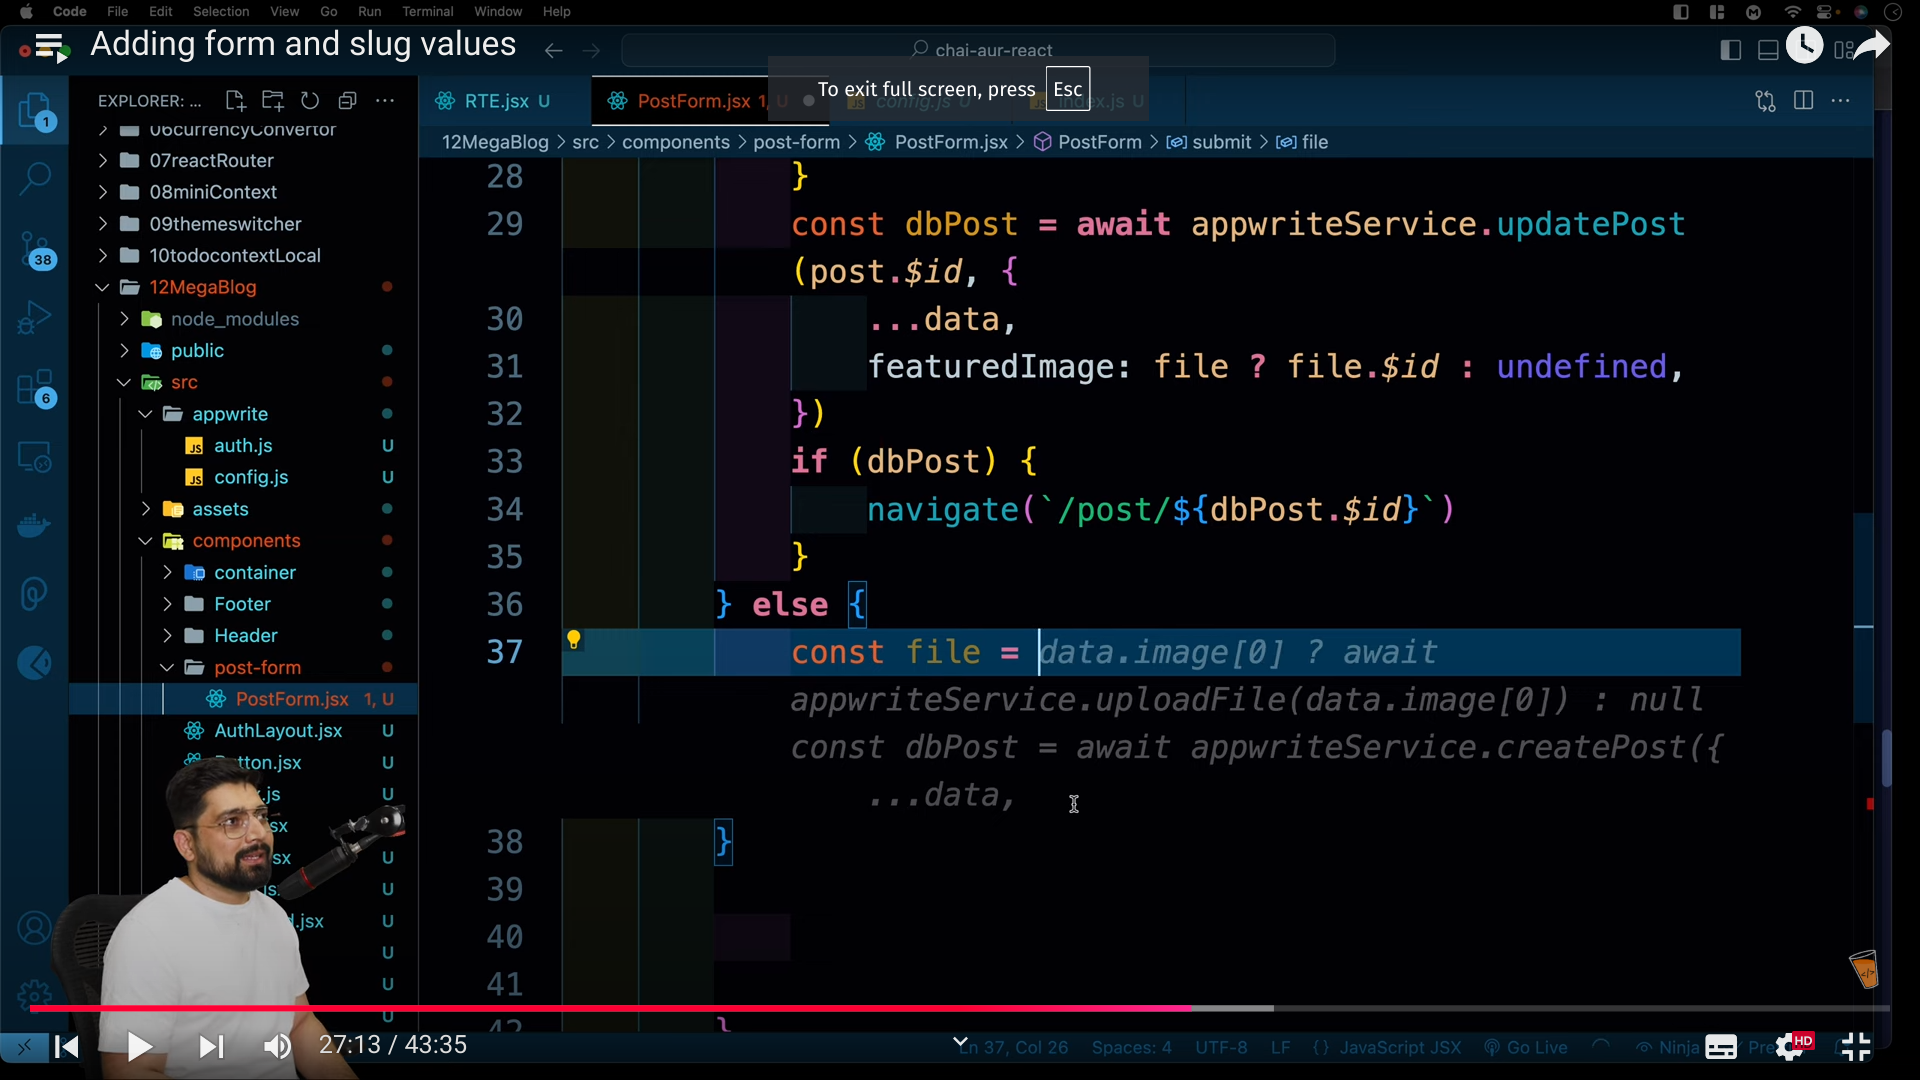 Code File Edit Selection View Go Run Terminal Window Help
Adding form and slug values
chai-aur-react
To exit full screen, press Esc
EXPLORER: ...
RTE.jsx U
PostForm.jsx 1, U
config.js U
index.js U
12MegaBlog > src > components > post-form > PostForm.jsx > PostForm > submit > file
1
38
6
06currencyConvertor
07reactRouter
08miniContext
09themeswitcher
10todocontextLocal
12MegaBlog
node_modules
public
src
appwrite
auth.js U
config.js U
assets
components
container
Footer
Header
post-form
PostForm.jsx 1, U
AuthLayout.jsx U
tton.jsx U
.js U
sx U
sx U
U
d.jsx U
U
U
U
28 }
29 const dbPost = await appwriteService.updatePost
(post.$id, {
30 ...data,
31 featuredImage: file ? file.$id : undefined,
32 })
33 if (dbPost) {
34 navigate(`/post/${dbPost.$id}`)
35 }
36 } else {
37 const file = data.image[0] ? await
appwriteService.uploadFile(data.image[0]) : null
const dbPost = await appwriteService.createPost({
...data,
38 }
39
40
41
42 }
27:13 / 43:35
Ln 37, Col 26 Spaces: 4 UTF-8 LF {} JavaScript JSX Go Live Ninja
HD